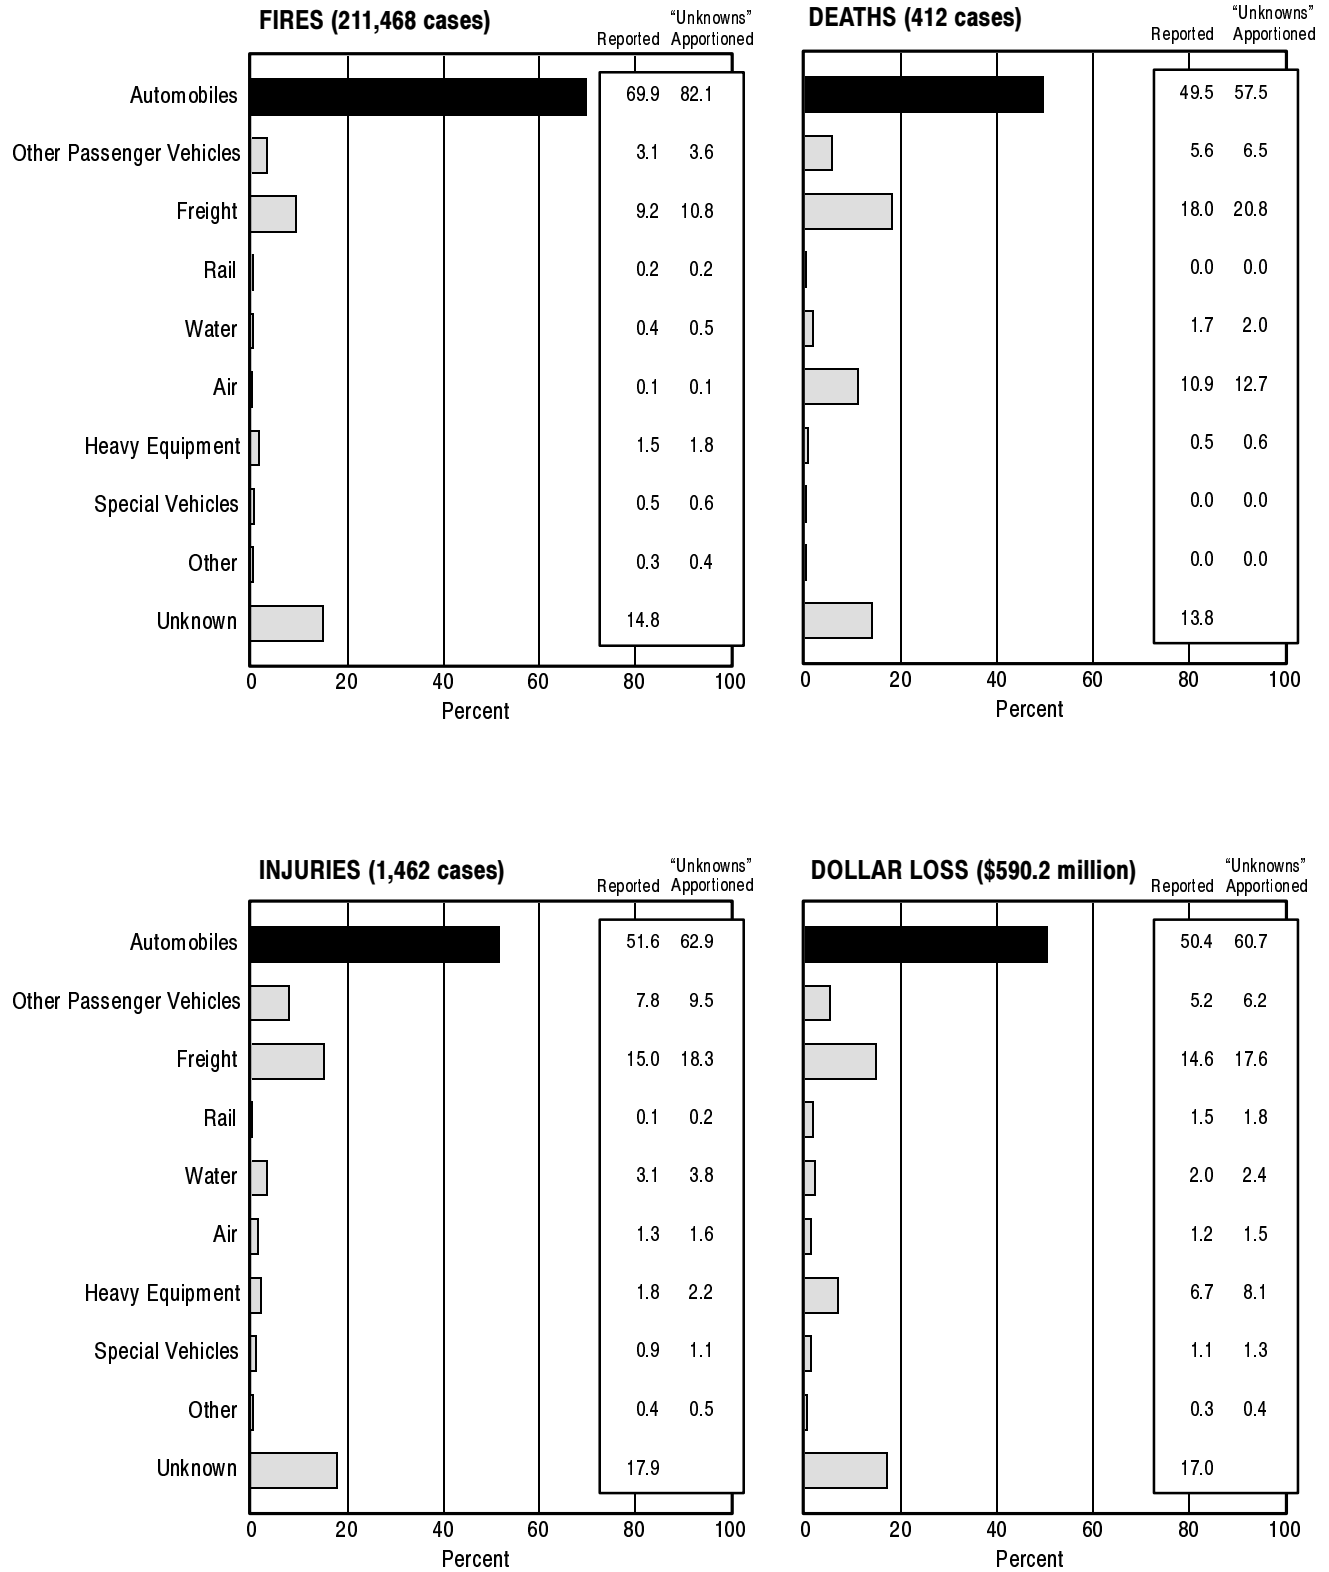 FIRES (211,468 cases)
Reported “Unknowns” Apportioned
Automobiles 69.9 82.1
Other Passenger Vehicles 3.1 3.6
Freight 9.2 10.8
Rail 0.2 0.2
Water 0.4 0.5
Air 0.1 0.1
Heavy Equipment 1.5 1.8
Special Vehicles 0.5 0.6
Other 0.3 0.4
Unknown 14.8
0 20 40 60 80 100
Percent
DEATHS (412 cases)
Reported “Unknowns” Apportioned
49.5 57.5
5.6 6.5
18.0 20.8
0.0 0.0
1.7 2.0
10.9 12.7
0.5 0.6
0.0 0.0
0.0 0.0
13.8
0 20 40 60 80 100
Percent
INJURIES (1,462 cases)
Reported “Unknowns” Apportioned
Automobiles 51.6 62.9
Other Passenger Vehicles 7.8 9.5
Freight 15.0 18.3
Rail 0.1 0.2
Water 3.1 3.8
Air 1.3 1.6
Heavy Equipment 1.8 2.2
Special Vehicles 0.9 1.1
Other 0.4 0.5
Unknown 17.9
0 20 40 60 80 100
Percent
DOLLAR LOSS ($590.2 million)
Reported “Unknowns” Apportioned
50.4 60.7
5.2 6.2
14.6 17.6
1.5 1.8
2.0 2.4
1.2 1.5
6.7 8.1
1.1 1.3
0.3 0.4
17.0
0 20 40 60 80 100
Percent